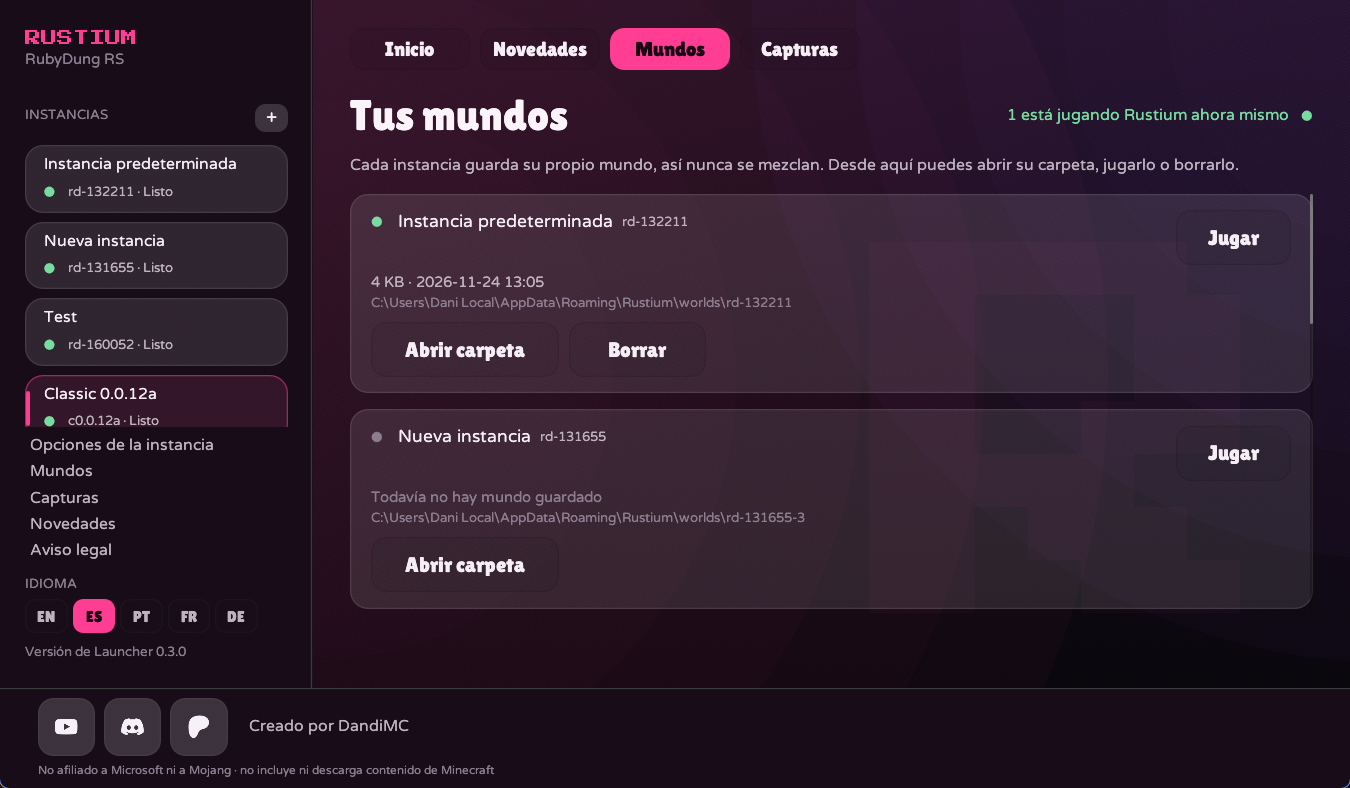 RUSTIUM
RubyDung RS
INSTANCIAS
+
Instancia predeterminada
rd-132211 · Listo
Nueva instancia
rd-131655 · Listo
Test
rd-160052 · Listo
Classic 0.0.12a
c0.0.12a · Listo
Opciones de la instancia
Mundos
Capturas
Novedades
Aviso legal
IDIOMA
EN ES PT FR DE
Versión de Launcher 0.3.0
Inicio Novedades Mundos Capturas
Tus mundos
1 está jugando Rustium ahora mismo
Cada instancia guarda su propio mundo, así nunca se mezclan. Desde aquí puedes abrir su carpeta, jugarlo o borrarlo.
Instancia predeterminada rd-132211
Jugar
4 KB · 2026-11-24 13:05
C:\Users\Dani Local\AppData\Roaming\Rustium\worlds\rd-132211
Abrir carpeta Borrar
Nueva instancia rd-131655
Jugar
Todavía no hay mundo guardado
C:\Users\Dani Local\AppData\Roaming\Rustium\worlds\rd-131655-3
Abrir carpeta
Creado por DandiMC
No afiliado a Microsoft ni a Mojang · no incluye ni descarga contenido de Minecraft